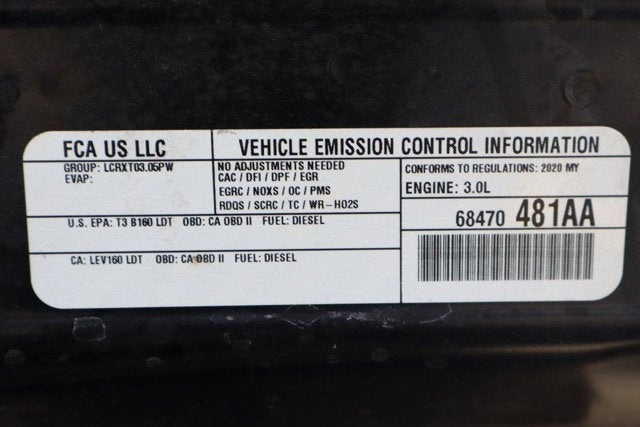 FCA US LLC
VEHICLE EMISSION CONTROL INFORMATION
GROUP: LCRXT03.05PW
EVAP:
NO ADJUSTMENTS NEEDED
CAC / DFI / DPF / EGR
EGRC / NOXS / OC / PMS
RDQS / SCRC / TC / WR-HO2S
CONFORMS TO REGULATIONS: 2020 MY
ENGINE: 3.0L
68470 481AA
U.S. EPA: T3 B160 LDT OBD: CA OBD II FUEL: DIESEL
CA: LEV160 LDT OBD: CA OBD II FUEL: DIESEL